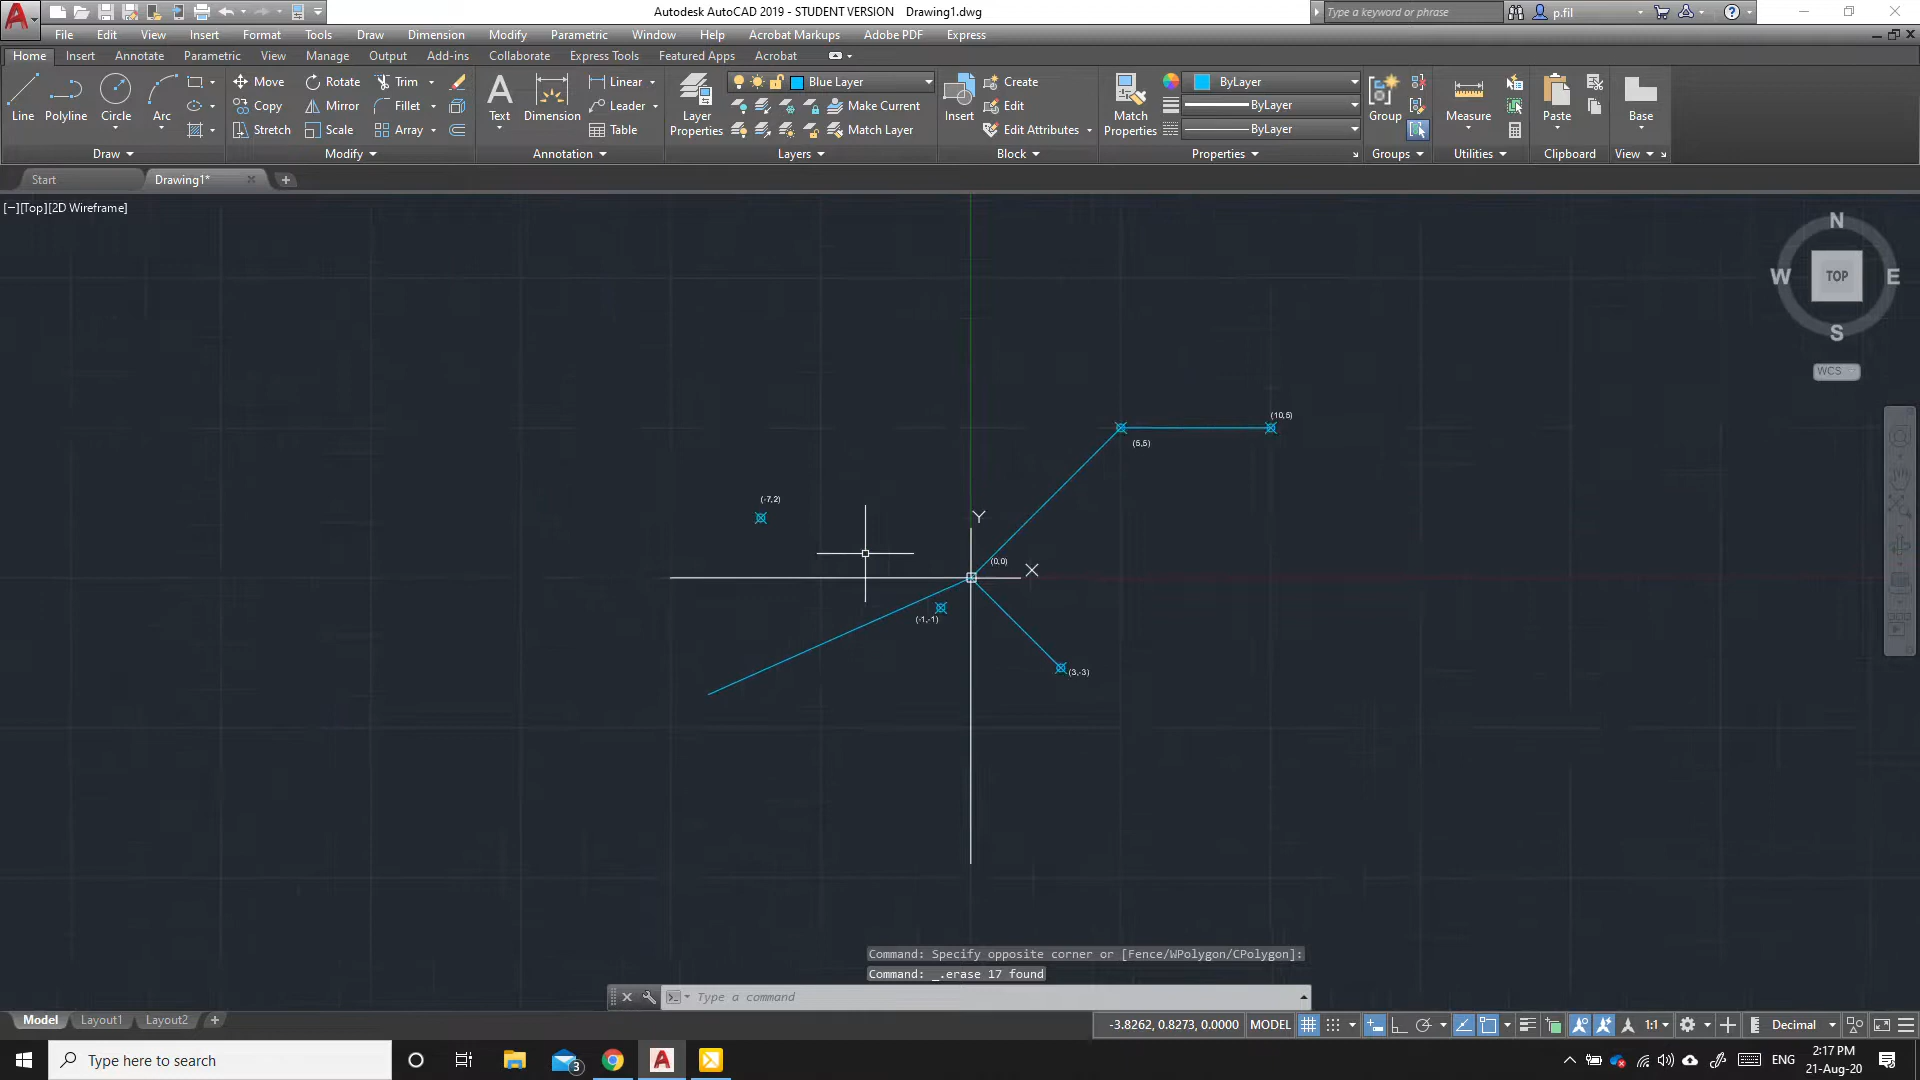 Autodesk AutoCAD 2019 - STUDENT VERSION Drawing1.dwg
Type a keyword or phrase
p.fil
File Edit View Insert Format Tools Draw Dimension Modify Parametric Window Help Acrobat Markups Adobe PDF Express
Home Insert Annotate Parametric View Manage Output Add-ins Collaborate Express Tools Featured Apps Acrobat
Line Polyline Circle Arc
Move Rotate Trim
Copy Mirror Fillet
Stretch Scale Array
Text Dimension
Linear
Leader
Table
Layer Properties
Blue Layer
Make Current
Match Layer
Insert
Create
Edit
Edit Attributes
Match Properties
ByLayer
ByLayer
ByLayer
Group Measure Paste Base
Draw Modify Annotation Layers Block Properties Groups Utilities Clipboard View
Start Drawing1*
[−][Top][2D Wireframe]
N
W TOP E
S
WCS
(10,5)
(5,5)
(-7,2)
Y
(0,0)
X
(-1,-1)
(3,-3)
Command: Specify opposite corner or [Fence/WPolygon/CPolygon]:
Command: _.erase 17 found
Type a command
Model Layout1 Layout2
-3.8262, 0.8273, 0.0000 MODEL 1:1 Decimal
Type here to search
3
ENG
2:17 PM
21-Aug-20